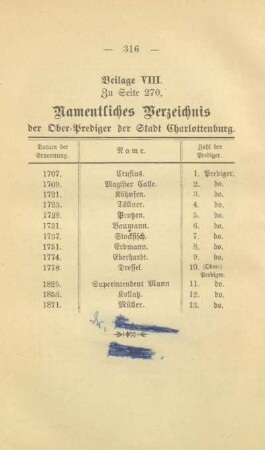 — 316 —
Beilage VIII.
Zu Seite 270.
Namentliches Verzeichnis
der Ober-Prediger der Stadt Charlottenburg.
Datum der Ernennung. Name. Zahl der Prediger.
1707. Crusius. 1. Prediger.
1709. Magister Calle. 2. do.
1721. Köhnsen. 3. do.
1723. Töllner. 4. do.
1728. Protzen. 5. do.
1731. Baumann. 6. do.
1737. Stockfisch. 7. do.
1751. Erdmann. 8. do.
1774. Eberhardt. 9. do.
1778 Dressel. 10. (Ober-) Prediger
1825. Superintendent Mann 11. do.
1853. Kollatz. 12. do.
1871. Müller. 13. do.